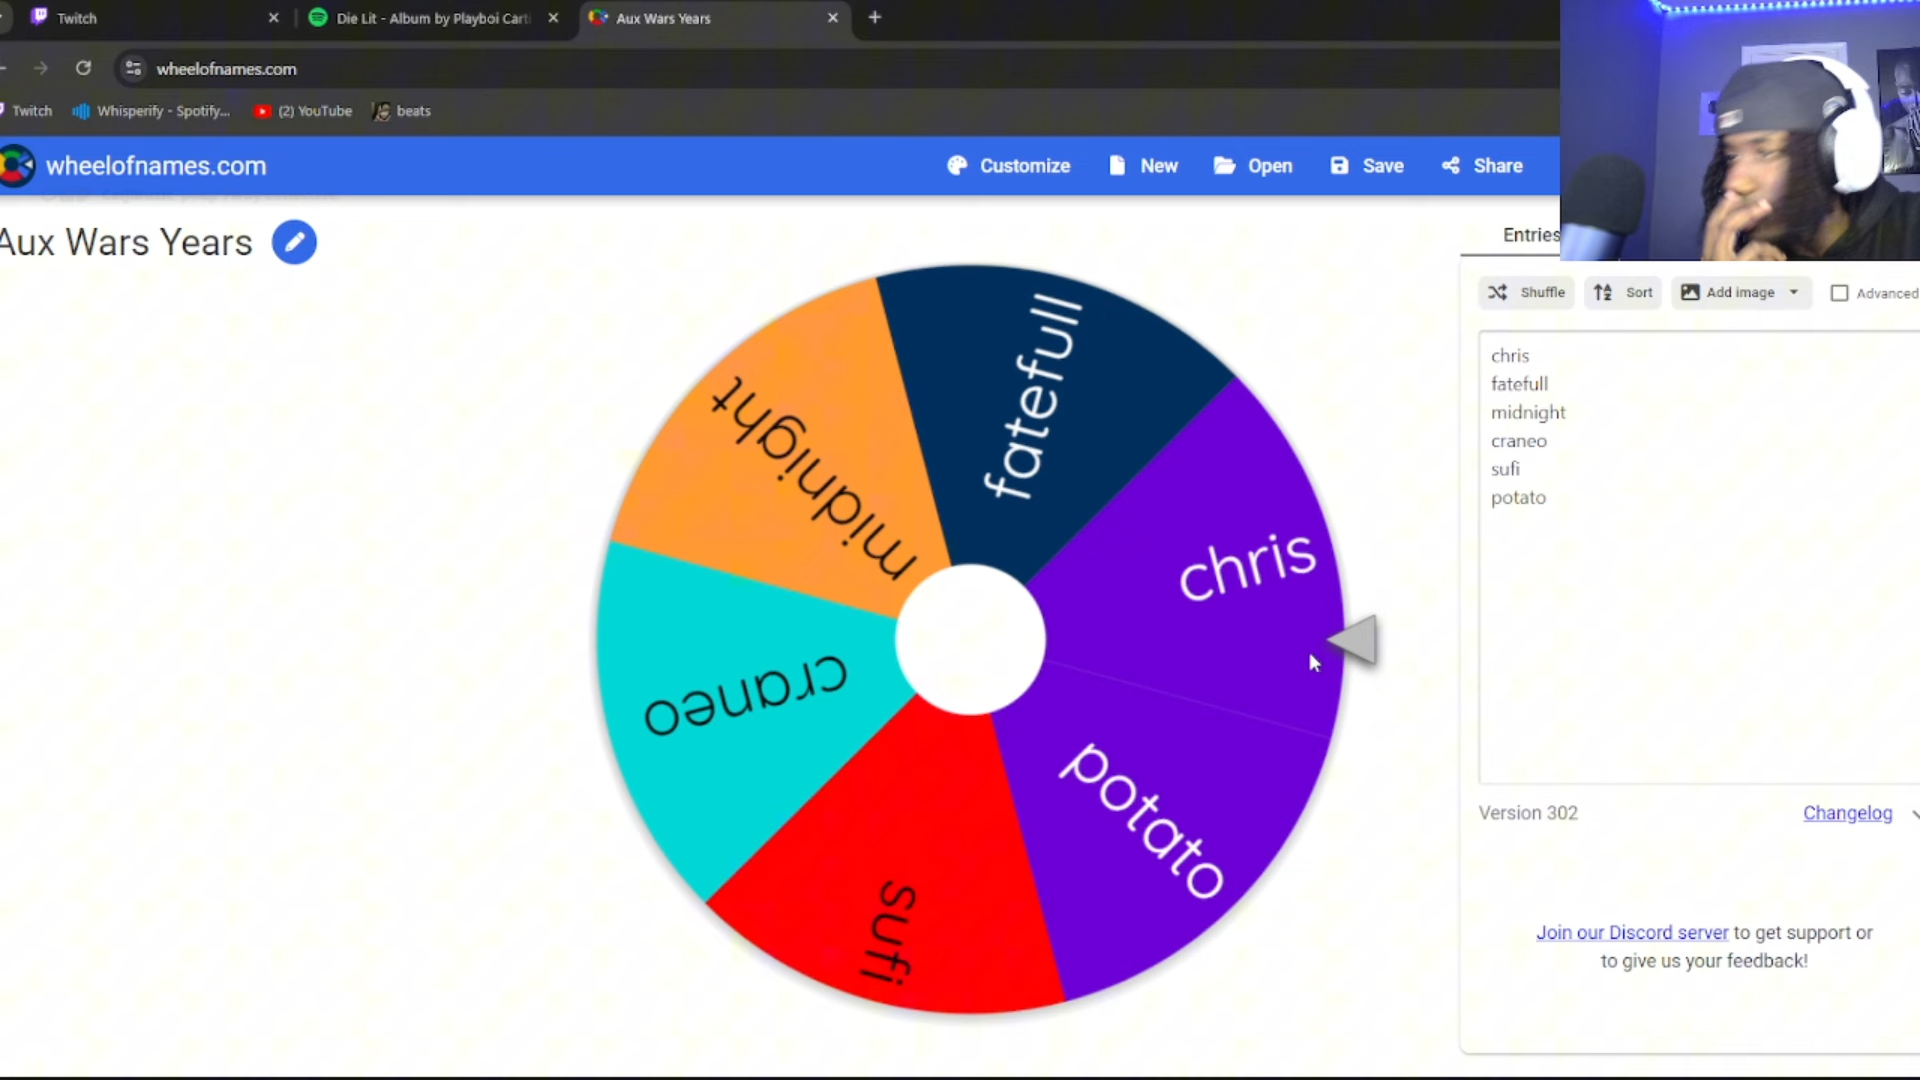 Twitch
Die Lit - Album by Playboi Carti
Aux Wars Years
wheelofnames.com
Twitch
Whisperify - Spotify...
(2) YouTube
beats
wheelofnames.com
Customize
New
Open
Save
Share
Aux Wars Years
Entries
Shuffle
Sort
Add image
Advanced
chris
fatefull
midnight
craneo
sufi
potato
fatefull
chris
potato
sufi
craneo
midnight
Version 302
Changelog
Join our Discord server to get support or
to give us your feedback!